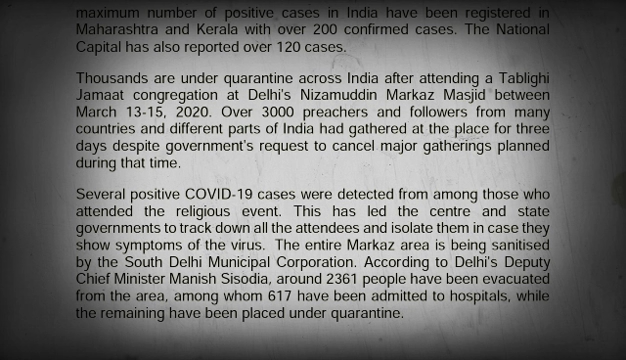 maximum number of positive cases in India have been registered in
Maharashtra and Kerala with over 200 confirmed cases. The National
Capital has also reported over 120 cases.
Thousands are under quarantine across India after attending a Tablighi
Jamaat congregation at Delhi's Nizamuddin Markaz Masjid between
March 13-15, 2020. Over 3000 preachers and followers from many
countries and different parts of India had gathered at the place for three
days despite government's request to cancel major gatherings planned
during that time.
Several positive COVID-19 cases were detected from among those who
attended the religious event. This has led the centre and state
governments to track down all the attendees and isolate them in case they
show symptoms of the virus. The entire Markaz area is being sanitised
by the South Delhi Municipal Corporation. According to Delhi's Deputy
Chief Minister Manish Sisodia, around 2361 people have been evacuated
from the area, among whom 617 have been admitted to hospitals, while
the remaining have been placed under quarantine.